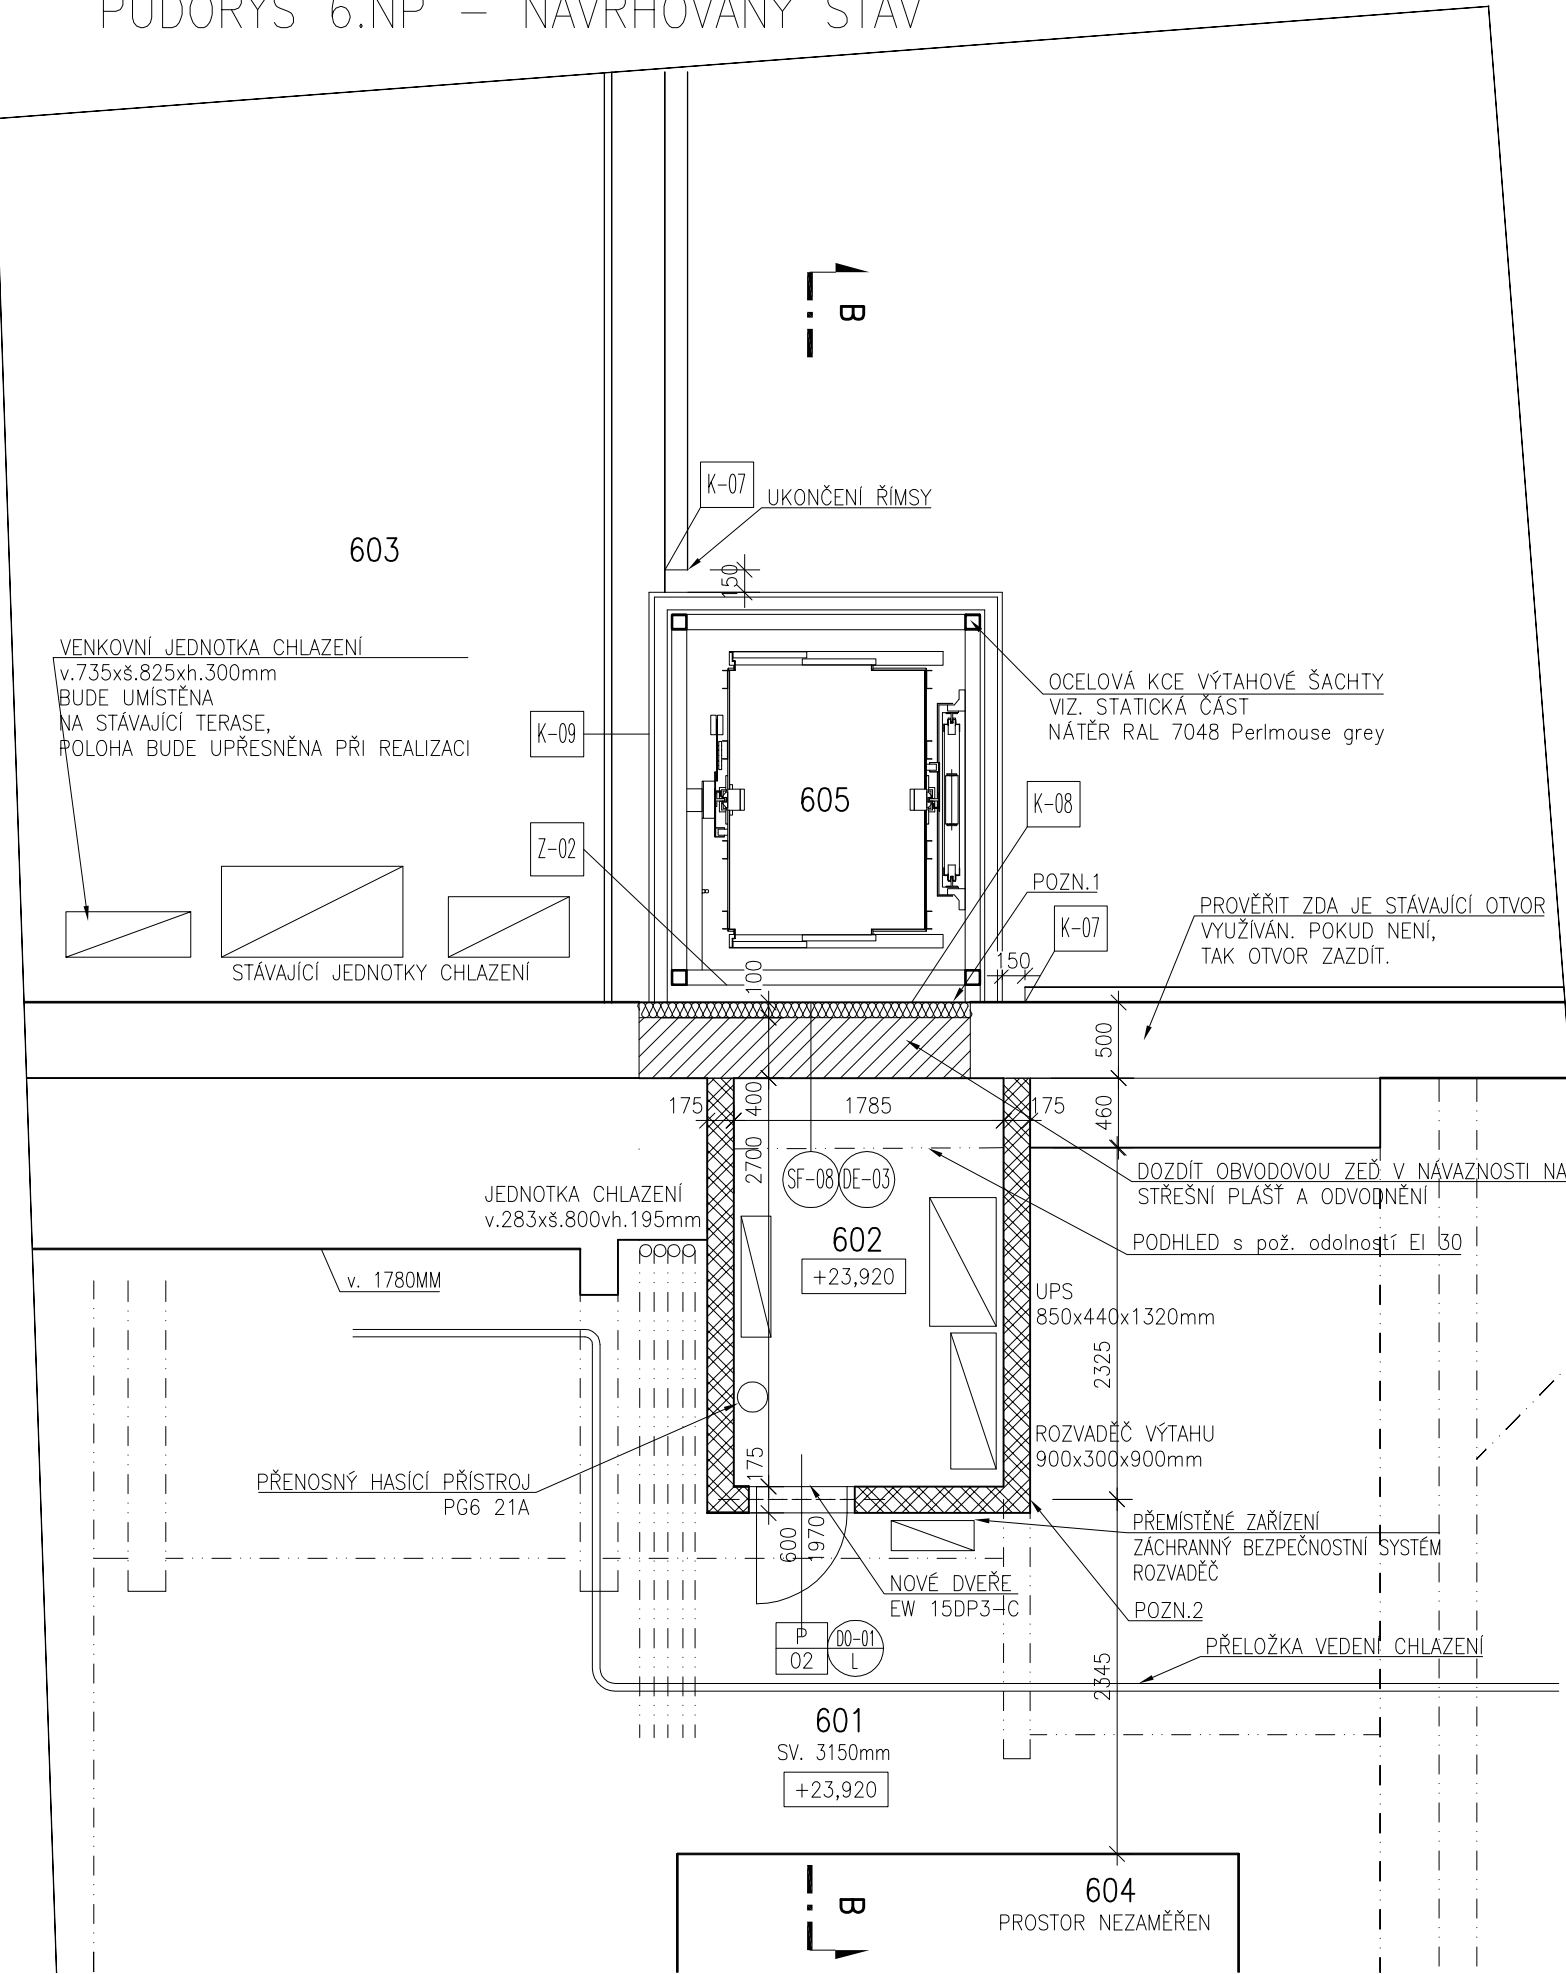 PŮDORYS 6.NP – NAVRHOVANÝ STAV
B
K-07
UKONČENÍ ŘÍMSY
603
150
VENKOVNÍ JEDNOTKA CHLAZENÍ
v.735xš.825xh.300mm
BUDE UMÍSTĚNA
NA STÁVAJÍCÍ TERASE,
POLOHA BUDE UPŘESNĚNA PŘI REALIZACI
OCELOVÁ KCE VÝTAHOVÉ ŠACHTY
VIZ. STATICKÁ ČÁST
NÁTĚR RAL 7048 Perlmouse grey
K-09
605
K-08
Z-02
POZN.1
K-07
PROVĚŘIT ZDA JE STÁVAJÍCÍ OTVOR
VYUŽÍVÁN. POKUD NENÍ,
TAK OTVOR ZAZDÍT.
STÁVAJÍCÍ JEDNOTKY CHLAZENÍ
100
150
500
175
400
1785
175
460
2700
SF-08
DE-03
DOZDÍT OBVODOVOU ZEĎ V NÁVAZNOSTI NA
STŘEŠNÍ PLÁŠŤ A ODVODNĚNÍ
JEDNOTKA CHLAZENÍ
v.283xš.800vh.195mm
602
+23,920
PODHLED s pož. odolností EI 30
v. 1780MM
UPS
850x440x1320mm
2325
ROZVADĚČ VÝTAHU
900x300x900mm
175
PŘENOSNÝ HASÍCÍ PŘÍSTROJ
PG6 21A
600
1970
PŘEMÍSTĚNÉ ZAŘÍZENÍ
ZÁCHRANNÝ BEZPEČNOSTNÍ SYSTÉM
ROZVADĚČ
NOVÉ DVEŘE
EW 15DP3-C
POZN.2
P
02
D0-01
L
PŘELOŽKA VEDENÍ CHLAZENÍ
2345
601
SV. 3150mm
+23,920
604
PROSTOR NEZAMĚŘEN
B